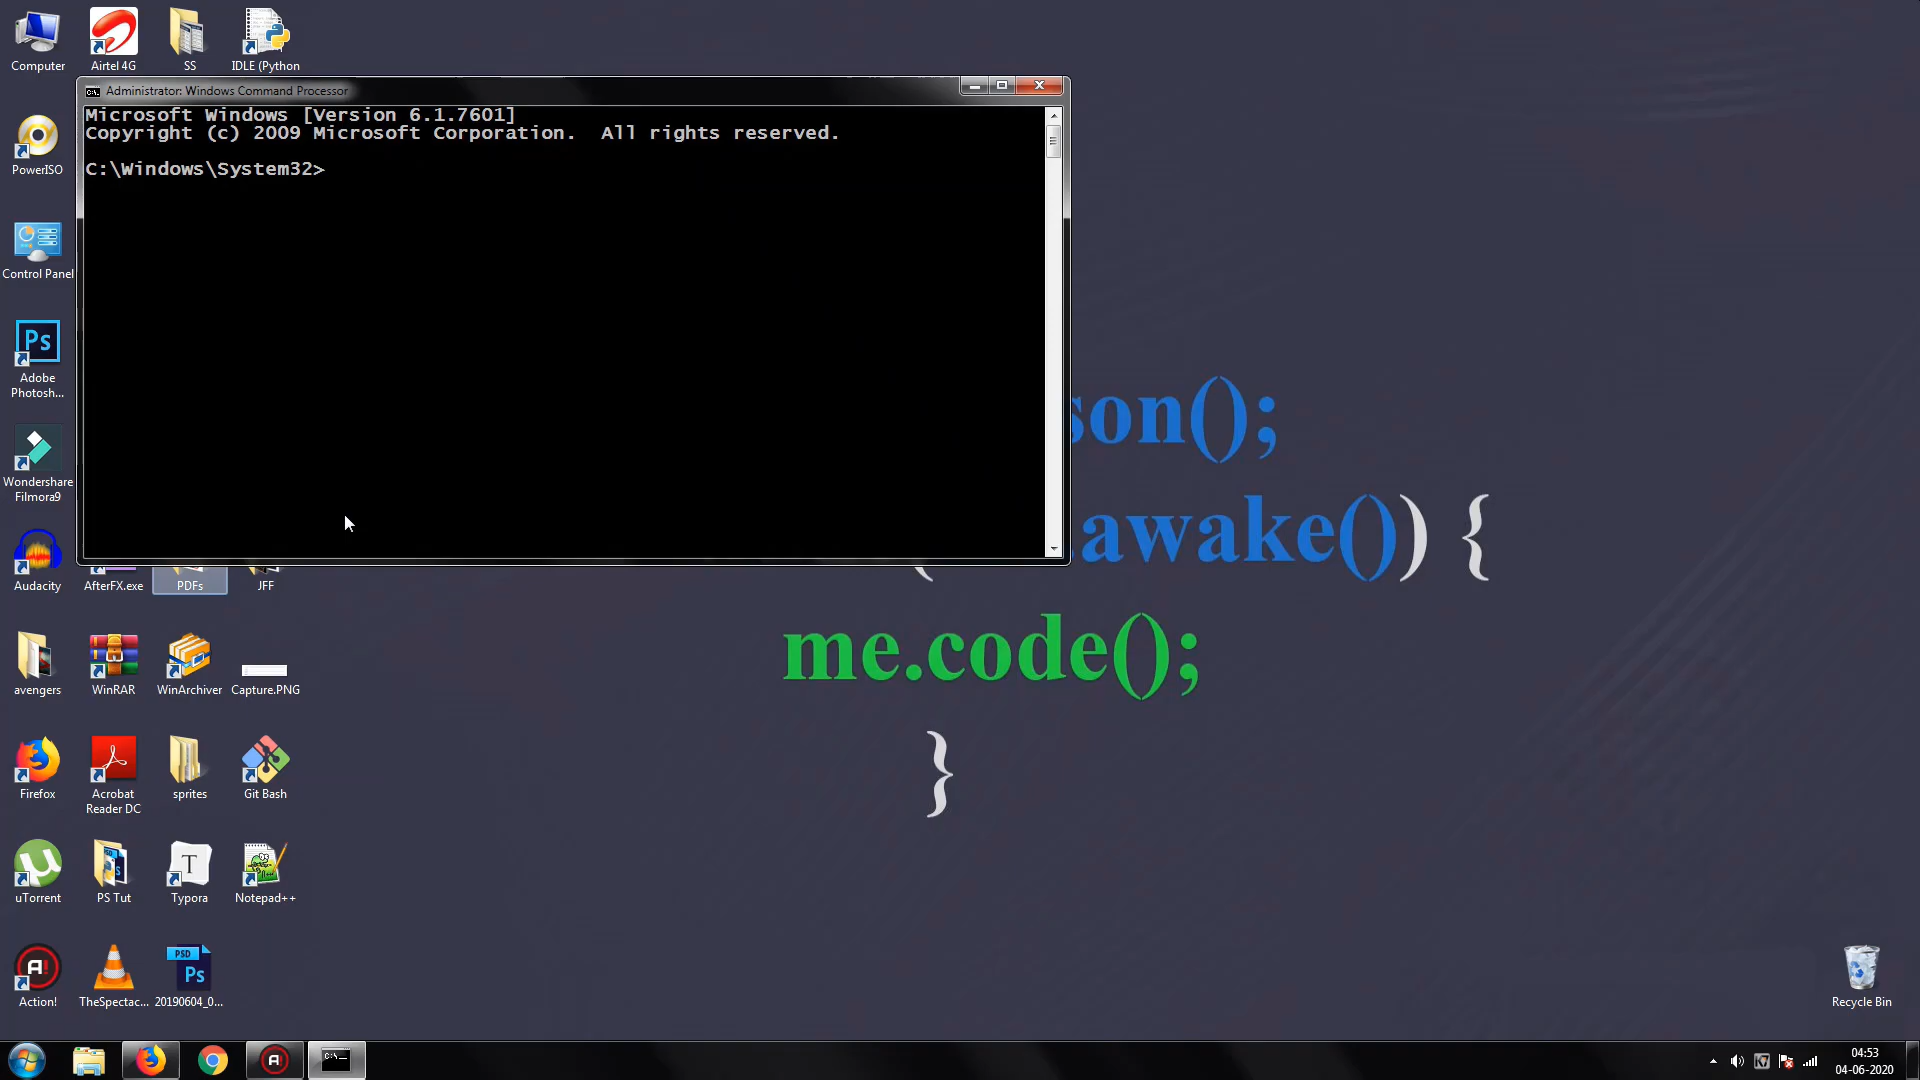 Computer
Airtel 4G
SS
IDLE (Python
Administrator: Windows Command Processor
Microsoft Windows [Version 6.1.7601]
Copyright (c) 2009 Microsoft Corporation.  All rights reserved.
C:\Windows\System32>
PowerISO
Control Panel
Ps
Adobe
Photosh...
Wondershare
Filmora9
Audacity
AfterFX.exe
PDFs
JFF
son();
.awake()) {
me.code();
}
avengers
WinRAR
WinArchiver
Capture.PNG
Firefox
Acrobat
Reader DC
sprites
Git Bash
T
uTorrent
PS Tut
Typora
Notepad++
A!
PSD
Ps
Action!
TheSpectac...
20190604_0...
Recycle Bin
A!
C:\
04:53
04-06-2020